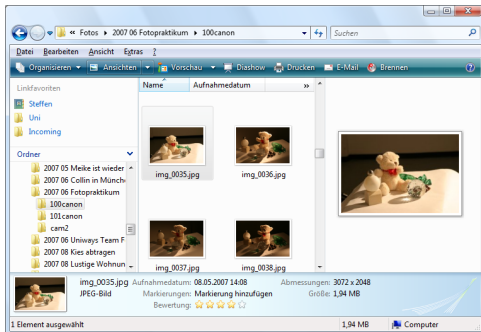 « Fotos ▸ 2007 06 Fotopraktikum ▸ 100canon
Suchen
Datei Bearbeiten Ansicht Extras ?
Organisieren Ansichten Vorschau Diashow Drucken E-Mail Brennen
Linkfavoriten
Steffen
Uni
Incoming
Ordner
2007 05 Meike ist wieder
2007 06 Collin in Münche
2007 06 Fotopraktikum
100canon
101canon
cam2
2007 06 Uniways Team F
2007 08 Kies abtragen
2007 08 Lustige Wohnun
Name Aufnahmedatum »
img_0035.jpg img_0036.jpg
img_0037.jpg img_0038.jpg
img_0035.jpg Aufnahmedatum: 08.05.2007 14:08 Abmessungen: 3072 x 2048
JPEG-Bild Markierungen: Markierung hinzufügen Größe: 1,94 MB
Bewertung:
1 Element ausgewählt 1,94 MB Computer